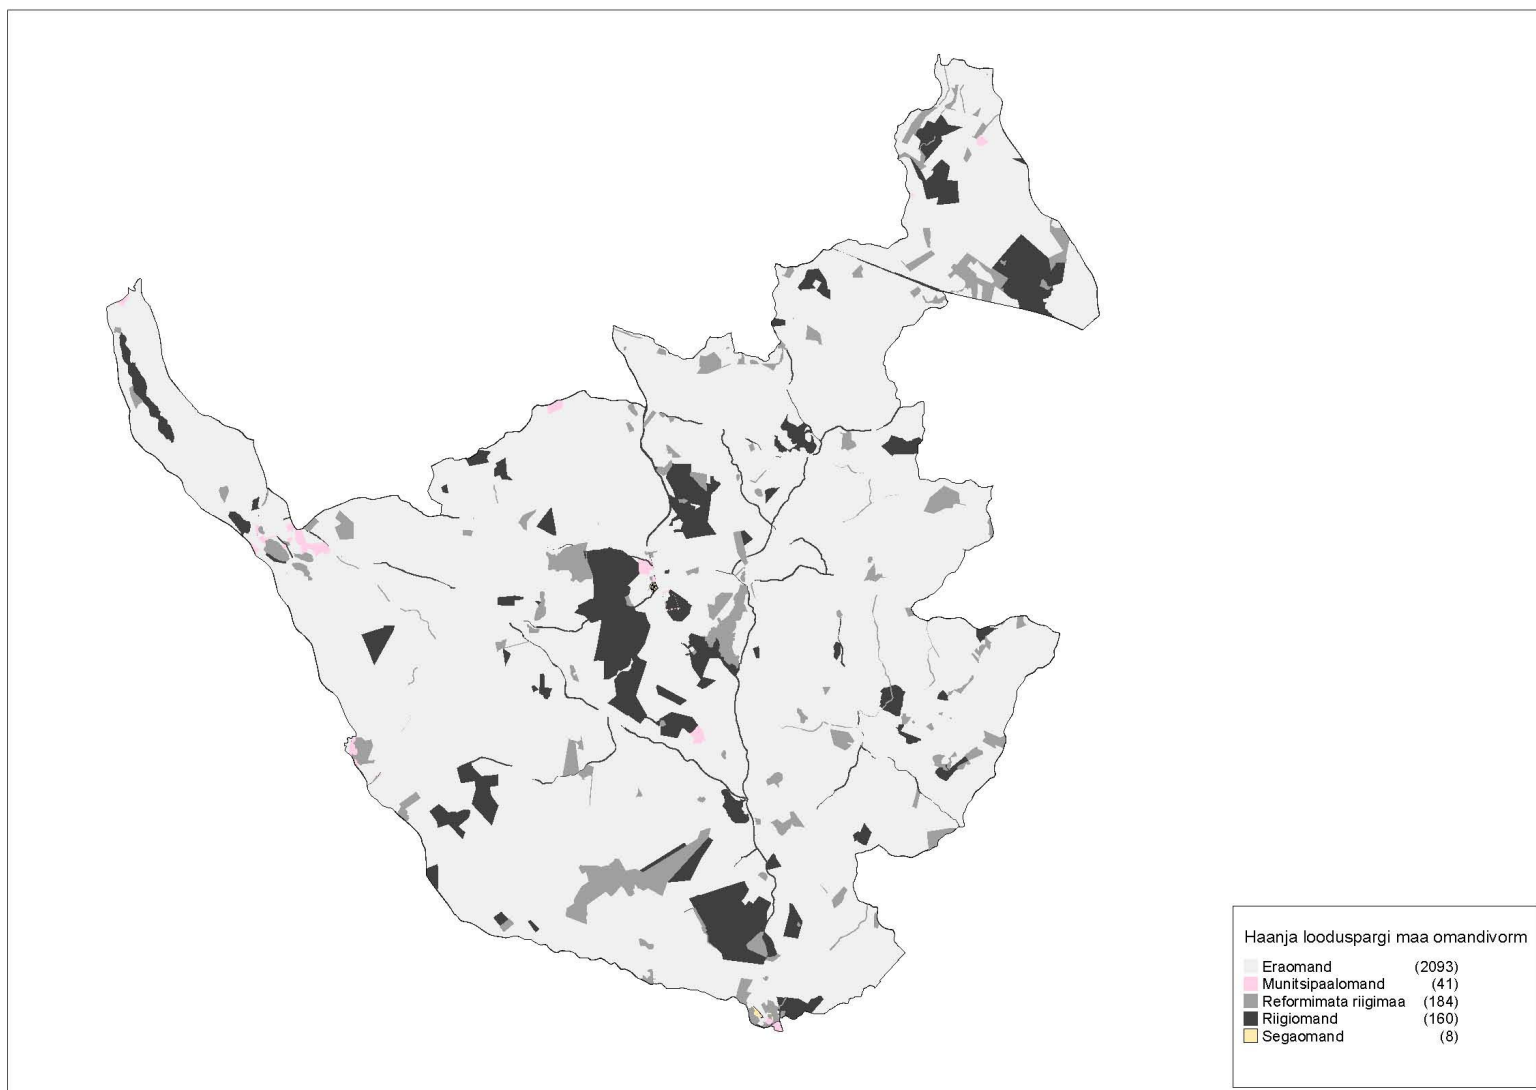 Haanja looduspargi maa omandivorm
Eraomand (2093)
Munitsipaalomand (41)
Reformimata riigimaa (184)
Riigiomand (160)
Segaomand (8)